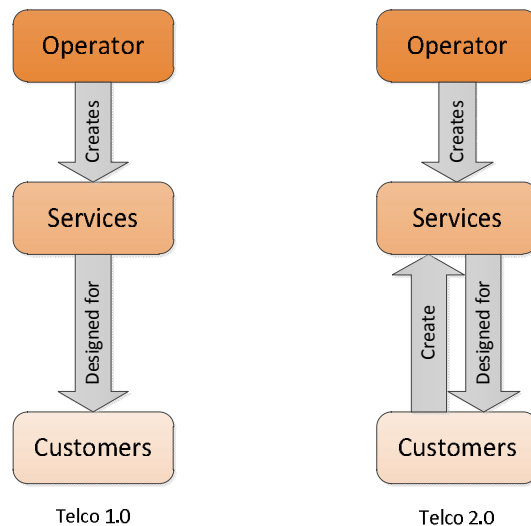 Operator
Creates
Services
Designed for
Customers
Telco 1.0
Operator
Creates
Services
Create
Designed for
Customers
Telco 2.0